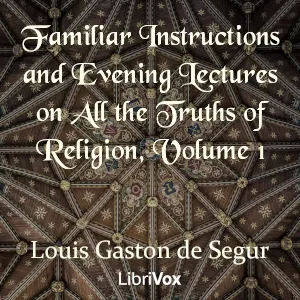 Familiar Instructions
and Evening Lectures
on All the Truths of
Religion, Volume 1
Louis Gaston de Segur
LibriVox